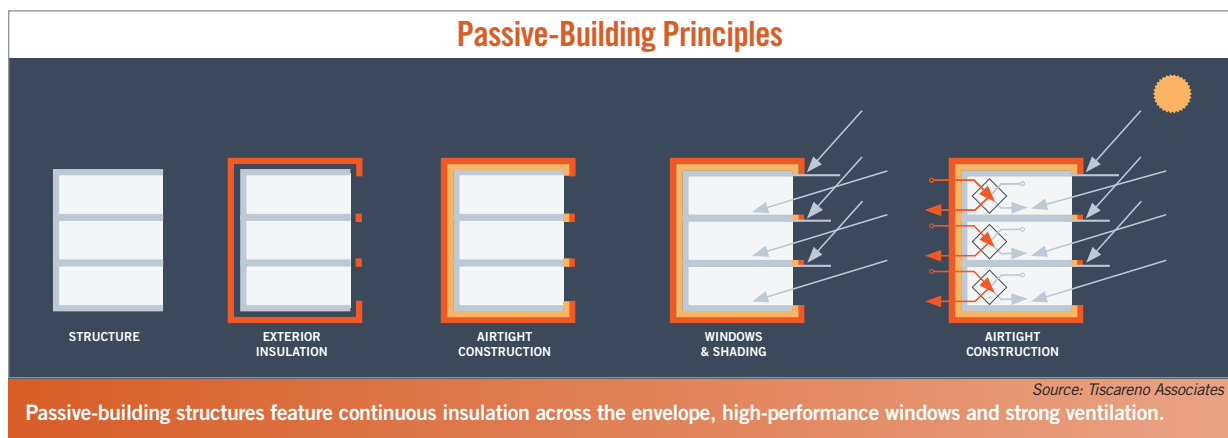 Passive-Building Principles
STRUCTURE
EXTERIOR
INSULATION
AIRTIGHT
CONSTRUCTION
WINDOWS
& SHADING
AIRTIGHT
CONSTRUCTION
Source: Tiscareno Associates
Passive-building structures feature continuous insulation across the envelope, high-performance windows and strong ventilation.